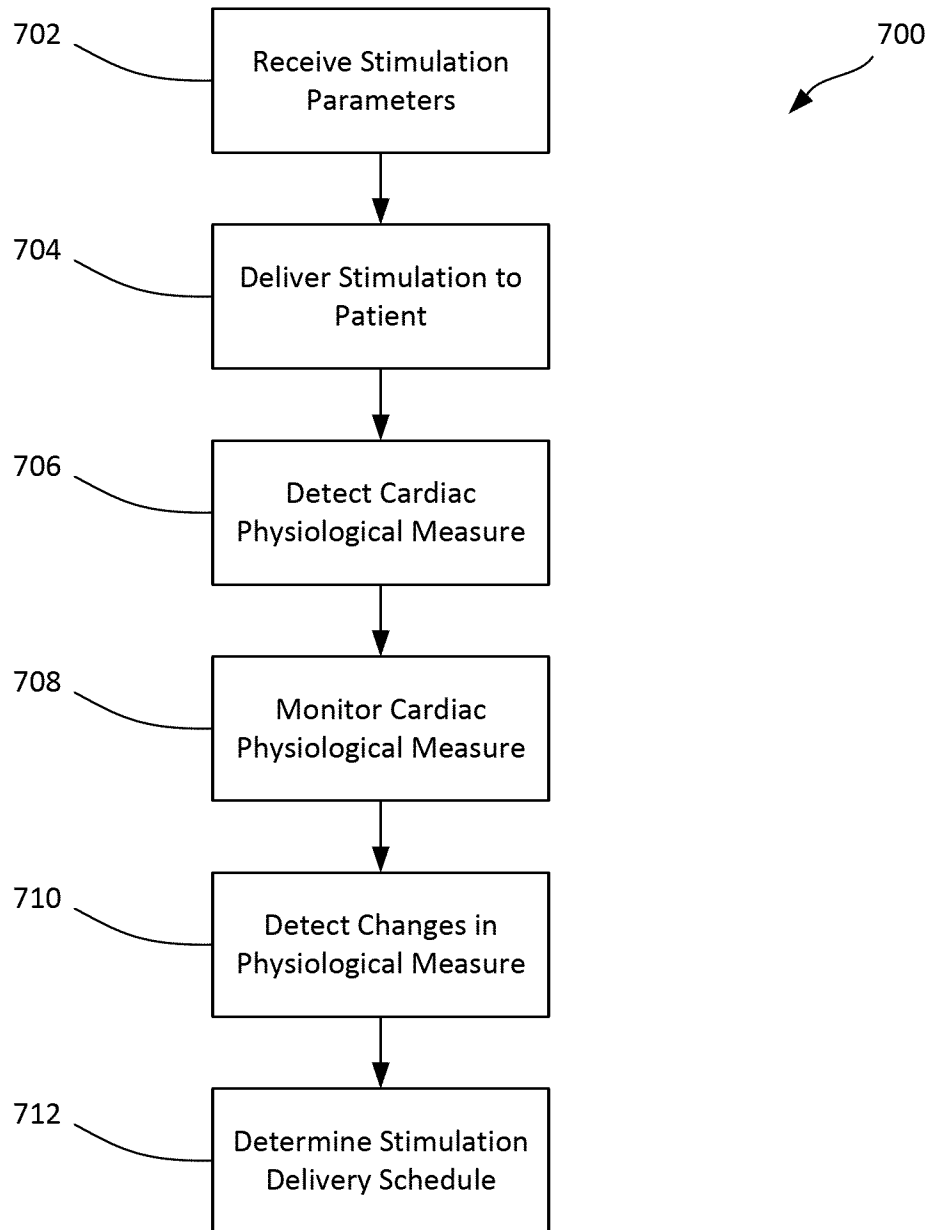 702
700
Receive Stimulation
Parameters
704
Deliver Stimulation to
Patient
706
Detect Cardiac
Physiological Measure
708
Monitor Cardiac
Physiological Measure
710
Detect Changes in
Physiological Measure
712
Determine Stimulation
Delivery Schedule